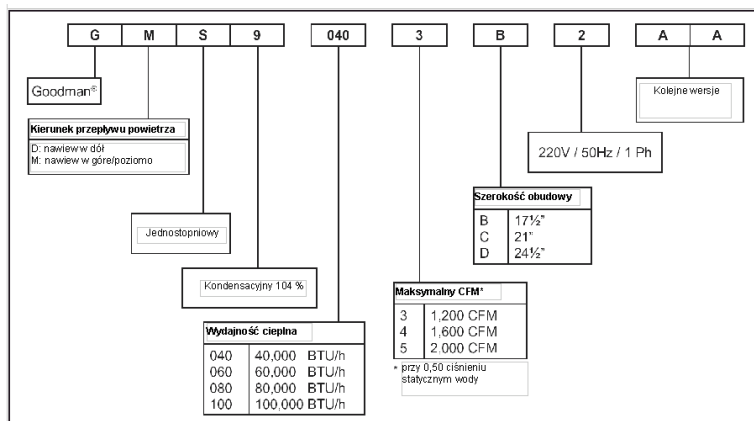 G M S 9 040 3 B 2 A A
Goodman®
Kolejne wersje
Kierunek przepływu powietrza
D: nawiew w dół
M: nawiew w góre/poziomo
220V / 50Hz / 1 Ph
Szerokość obudowy
B 17½"
C 21"
D 24½"
Jednostopniowy
Kondensacyjny 104 %
Maksymalny CFM*
3 1,200 CFM
4 1,600 CFM
5 2,000 CFM
* przy 0,50 ciśnieniu
statycznym wody
Wydajność cieplna
040 40,000 BTU/h
060 60,000 BTU/h
080 80,000 BTU/h
100 100,000 BTU/h